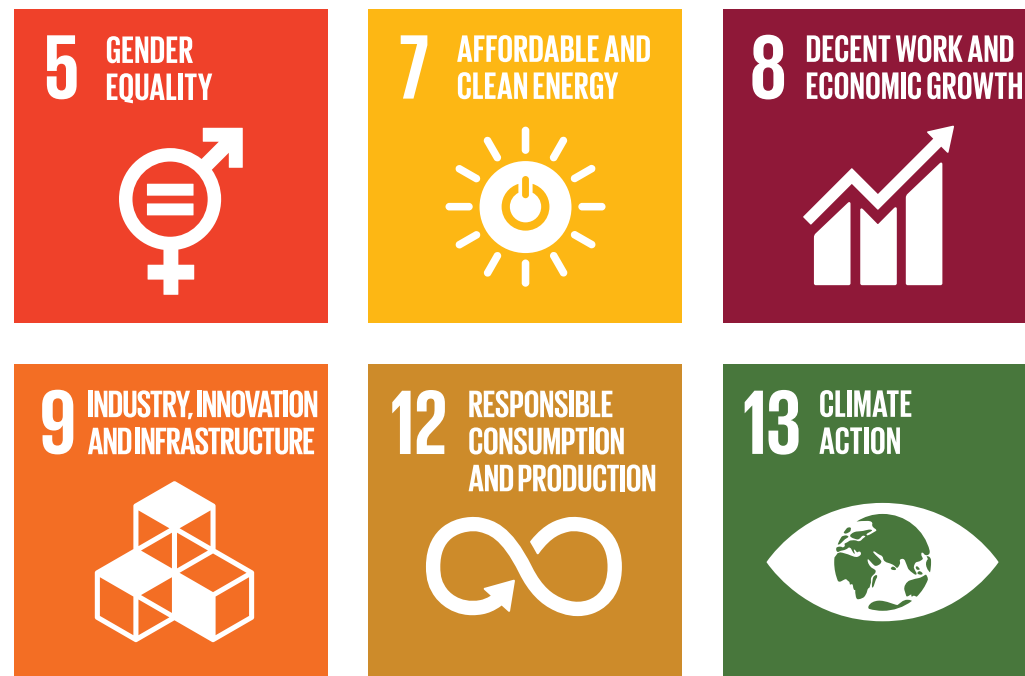 5 GENDER
EQUALITY
7 AFFORDABLE AND
CLEAN ENERGY
8 DECENT WORK AND
ECONOMIC GROWTH
9 INDUSTRY, INNOVATION
AND INFRASTRUCTURE
12 RESPONSIBLE
CONSUMPTION
AND PRODUCTION
13 CLIMATE
ACTION